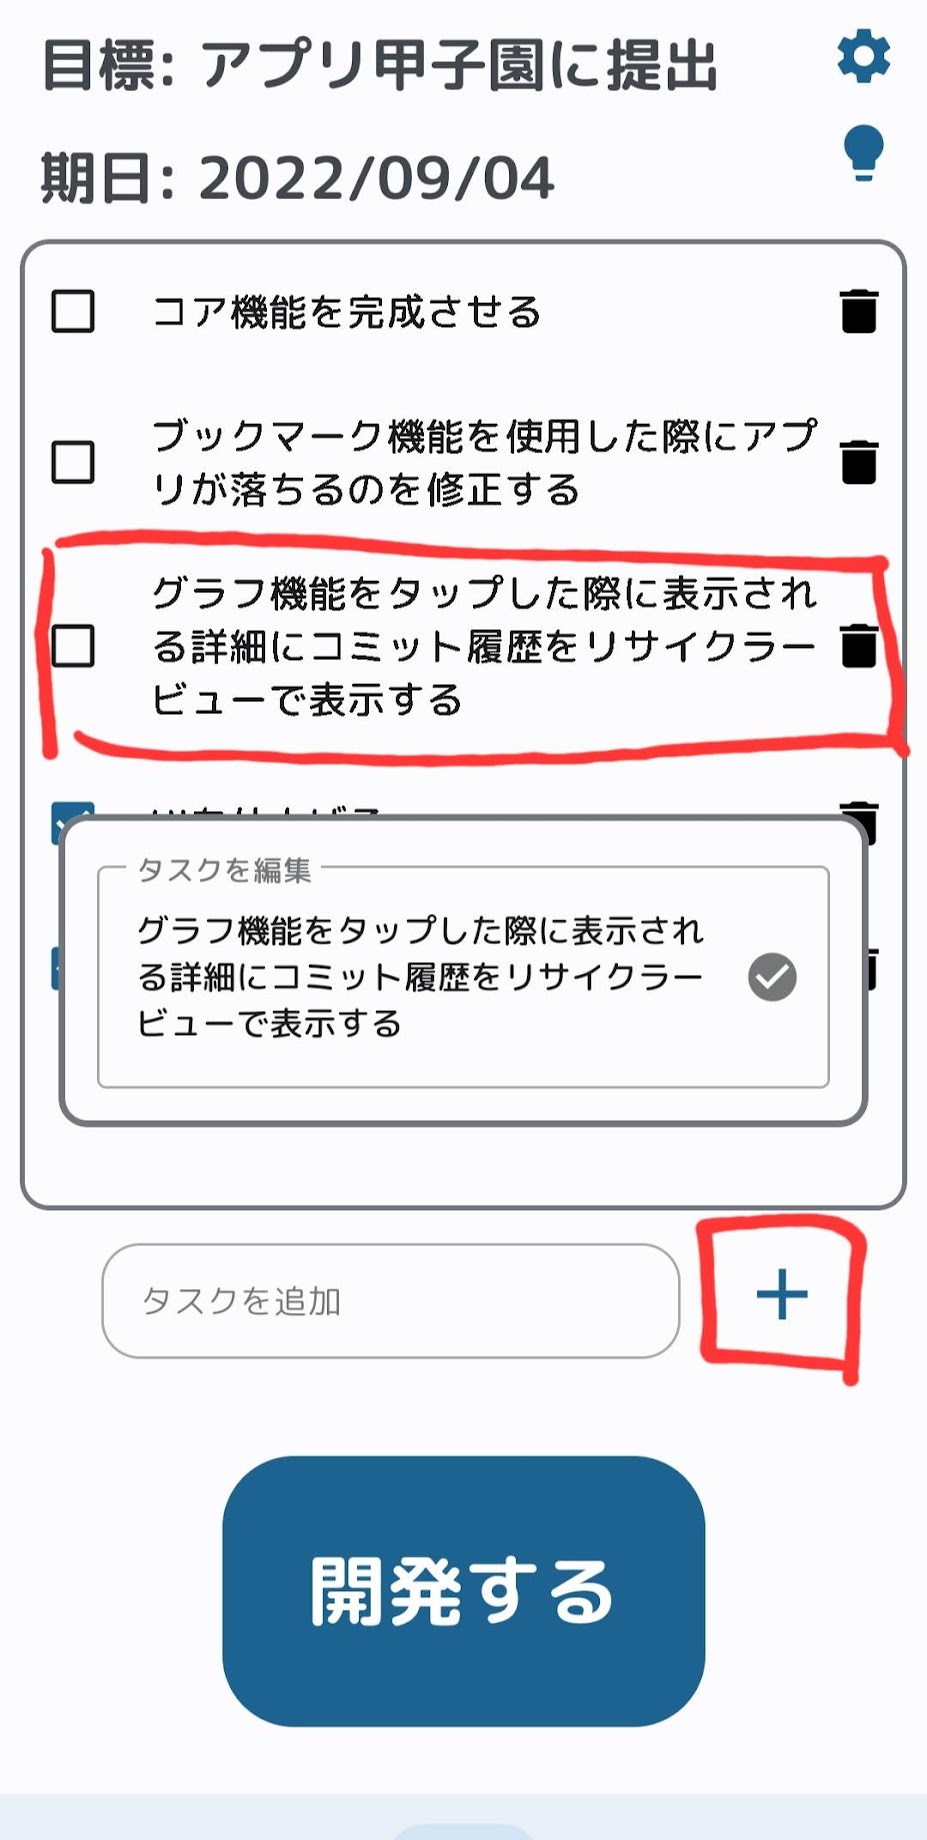 目標: アプリ甲子園に提出
期日: 2022/09/04
コア機能を完成させる
ブックマーク機能を使用した際にアプ
リが落ちるのを修正する
グラフ機能をタップした際に表示され
る詳細にコミット履歴をリサイクラー
ビューで表示する
タスクを編集
グラフ機能をタップした際に表示され
る詳細にコミット履歴をリサイクラー
ビューで表示する
タスクを追加
開発する